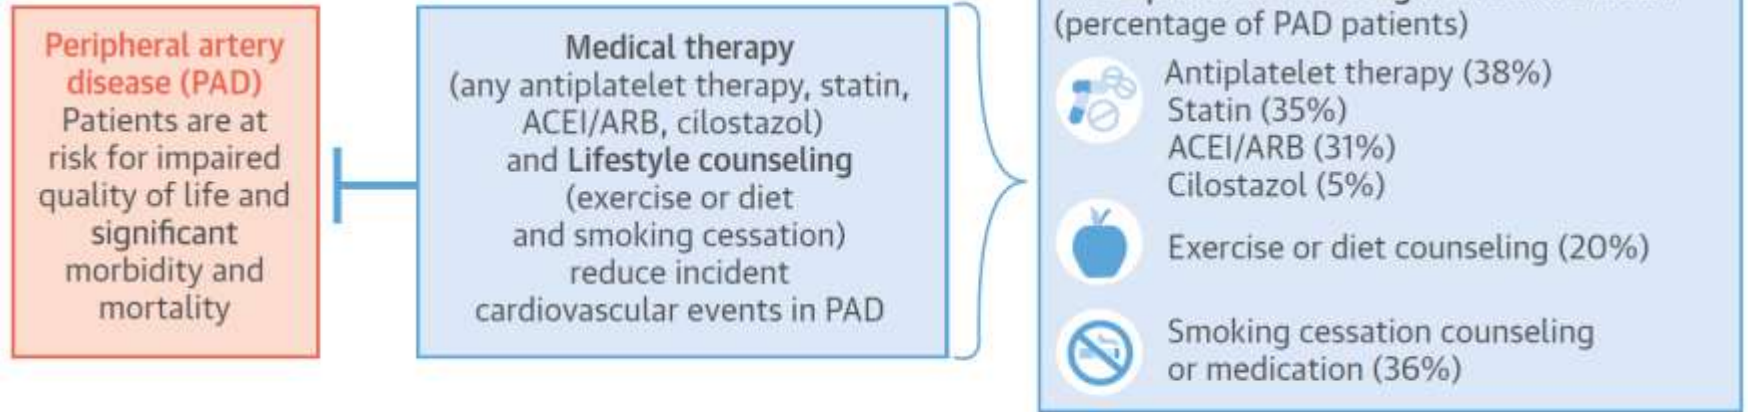 Peripheral artery
disease (PAD)
Patients are at
risk for impaired
quality of life and
significant
morbidity and
mortality
Medical therapy
(any antiplatelet therapy, statin,
ACEI/ARB, cilostazol)
and Lifestyle counseling
(exercise or diet
and smoking cessation)
reduce incident
cardiovascular events in PAD
(percentage of PAD patients)
Antiplatelet therapy (38%)
Statin (35%)
ACEI/ARB (31%)
Cilostazol (5%)
Exercise or diet counseling (20%)
Smoking cessation counseling
or medication (36%)